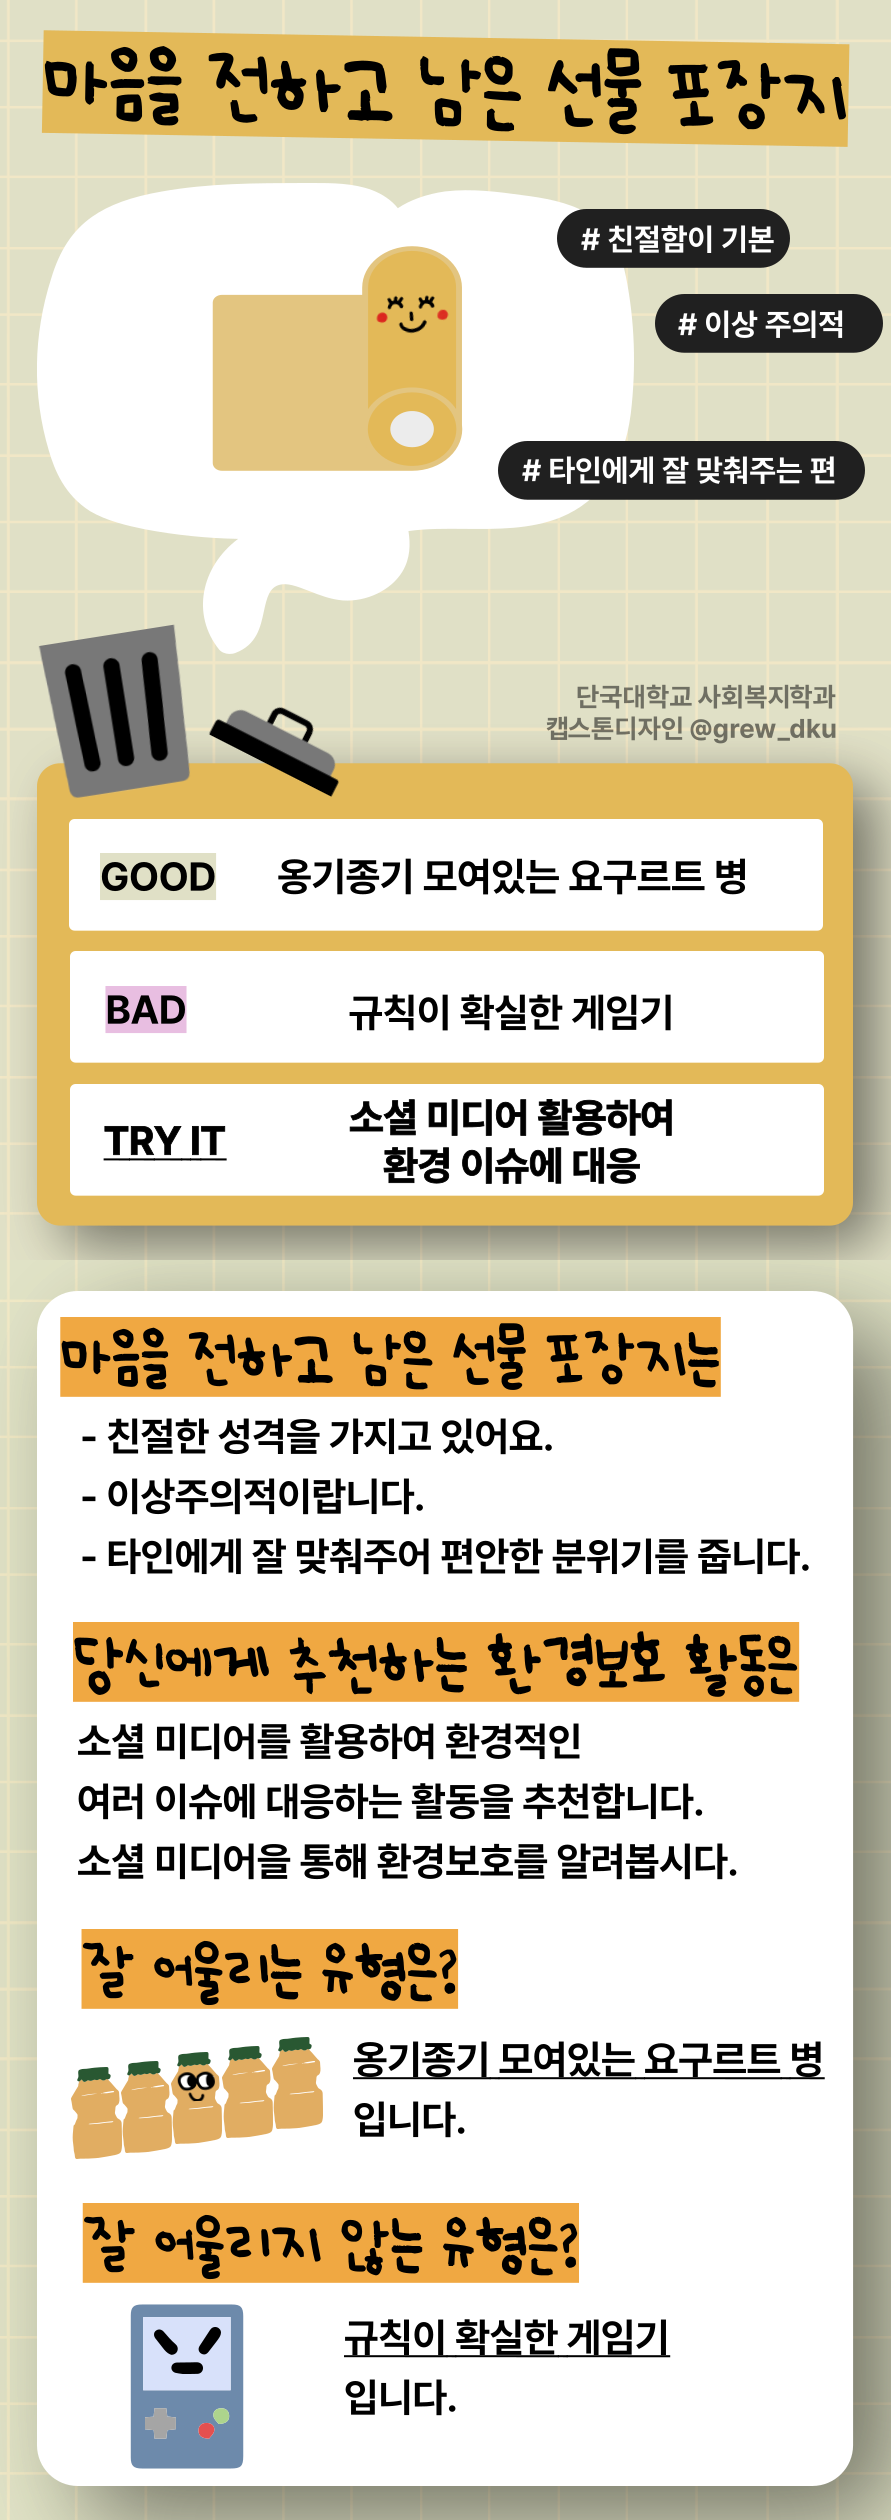 마음을 전하고 남은 선물 포장지
# 친절함이 기본
# 이상 주의적
# 타인에게 잘 맞춰주는 편
단국대학교 사회복지학과
캡스톤디자인 @grew_dku
GOOD 옹기종기 모여있는 요구르트 병
BAD 규칙이 확실한 게임기
TRY IT 소셜 미디어 활용하여
환경 이슈에 대응
마음을 전하고 남은 선물 포장지는
- 친절한 성격을 가지고 있어요.
- 이상주의적이랍니다.
- 타인에게 잘 맞춰주어 편안한 분위기를 줍니다.
당신에게 추천하는 환경보호 활동은
소셜 미디어를 활용하여 환경적인
여러 이슈에 대응하는 활동을 추천합니다.
소셜 미디어을 통해 환경보호를 알려봅시다.
잘 어울리는 유형은?
옹기종기 모여있는 요구르트 병
입니다.
잘 어울리지 않는 유형은?
규칙이 확실한 게임기
입니다.